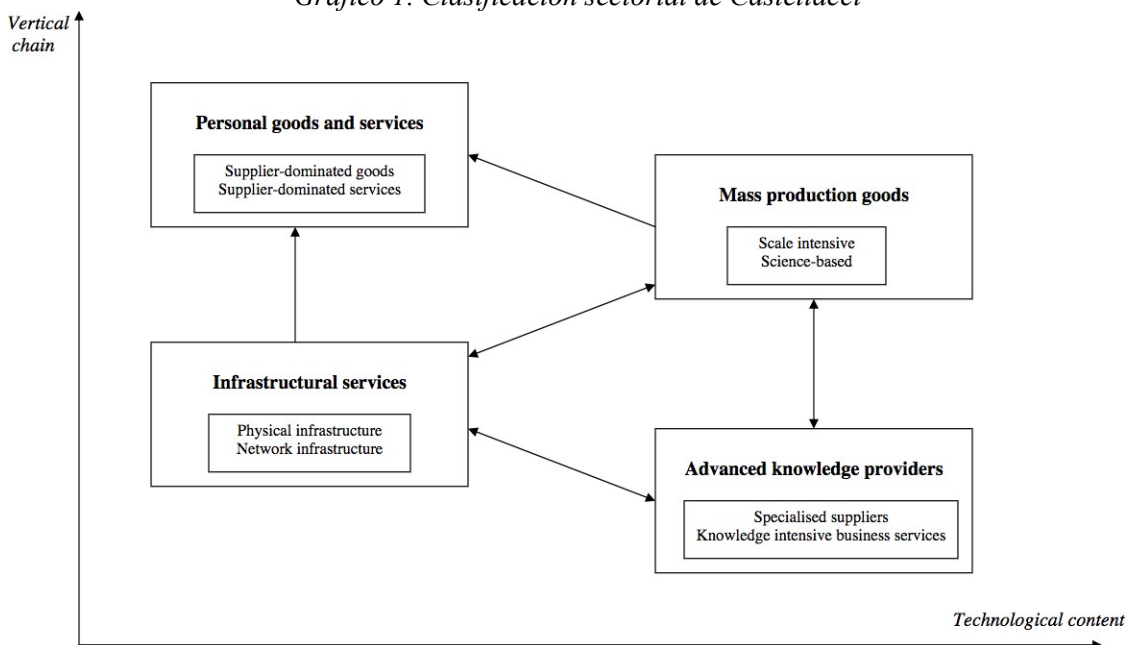 Gráfico 1. Clasificación sectorial de Castellacci
Vertical
chain
Personal goods and services
Supplier-dominated goods
Supplier-dominated services
Mass production goods
Scale intensive
Science-based
Infrastructural services
Physical infrastructure
Network infrastructure
Advanced knowledge providers
Specialised suppliers
Knowledge intensive business services
Technological content